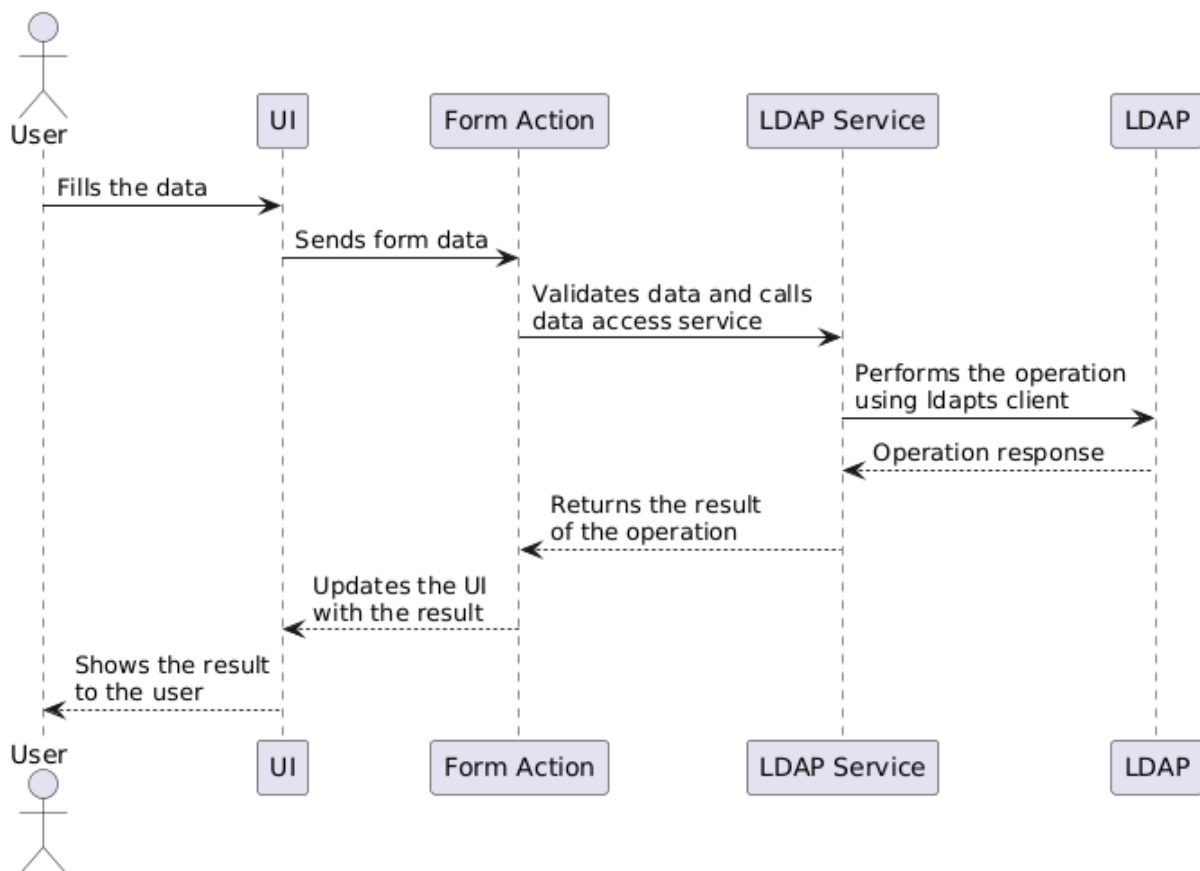 User
UI
Form Action
LDAP Service
LDAP
Fills the data
Sends form data
Validates data and calls
data access service
Performs the operation
using ldapts client
Operation response
Returns the result
of the operation
Updates the UI
with the result
Shows the result
to the user
User
UI
Form Action
LDAP Service
LDAP